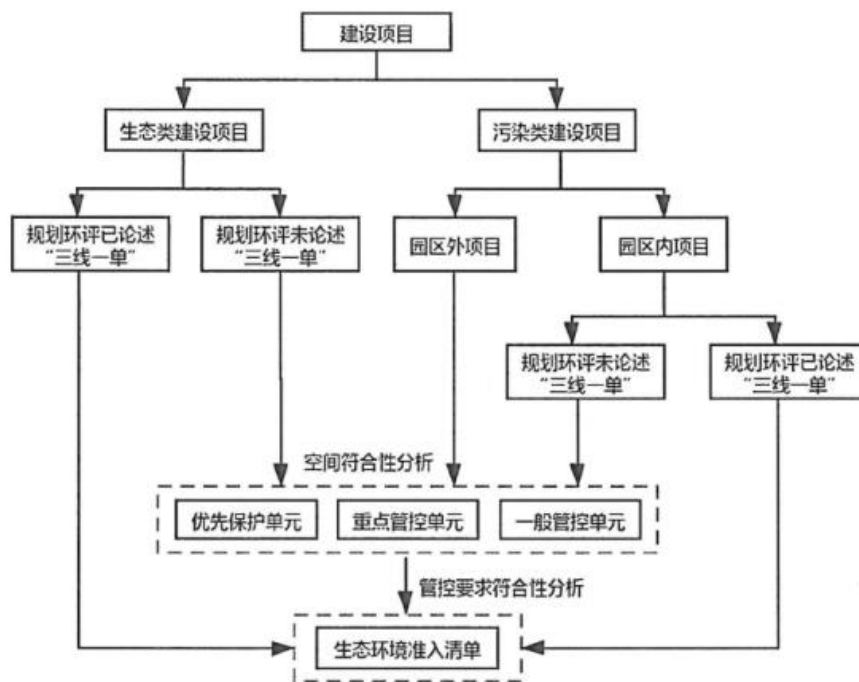 建设项目
生态类建设项目
污染类建设项目
规划环评已论述
“三线一单”
规划环评未论述
“三线一单”
园区外项目
园区内项目
规划环评未论述
“三线一单”
规划环评已论述
“三线一单”
空间符合性分析
优先保护单元
重点管控单元
一般管控单元
管控要求符合性分析
生态环境准入清单